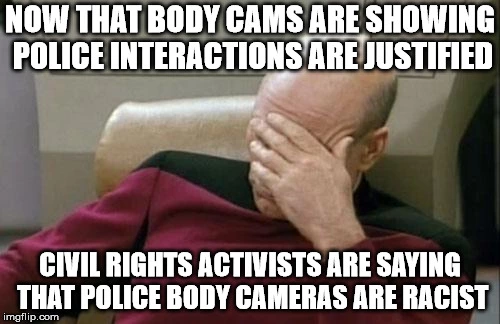 NOW THAT BODY CAMS ARE SHOWING
POLICE INTERACTIONS ARE JUSTIFIED
CIVIL RIGHTS ACTIVISTS ARE SAYING
THAT POLICE BODY CAMERAS ARE RACIST
imgflip.com